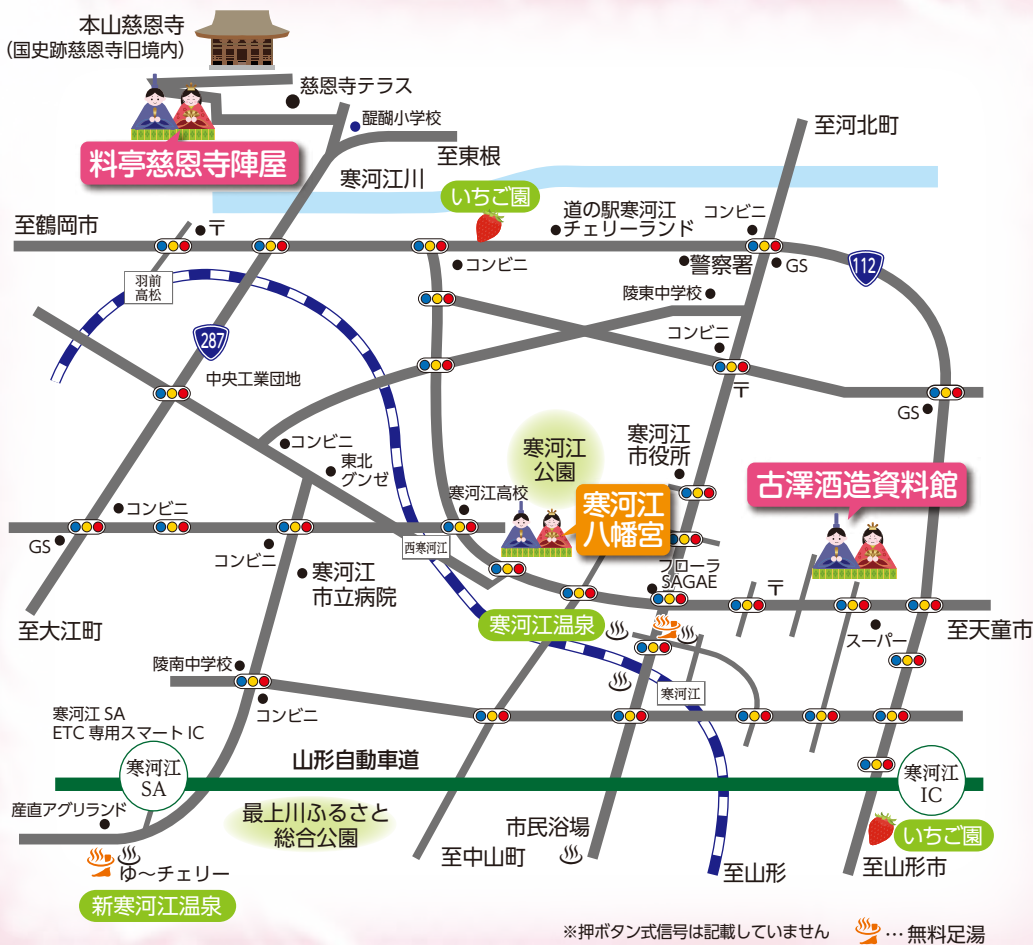 本山慈恩寺
(国史跡慈恩寺旧境内)
慈恩寺テラス
醍醐小学校
料亭慈恩寺陣屋
至東根
至河北町
寒河江川
いちご園
至鶴岡市
〒
道の駅寒河江
チェリーランド
コンビニ
コンビニ
警察署
GS
112
羽前
高松
陵東中学校
287
コンビニ
中央工業団地
〒
GS
コンビニ
東北
グンゼ
寒河江
公園
寒河江
市役所
古澤酒造資料館
コンビニ
寒河江高校
寒河江
八幡宮
GS
コンビニ
西寒河江
フローラ
SAGAE
寒河江
市立病院
〒
至大江町
寒河江温泉
スーパー
至天童市
陵南中学校
寒河江
コンビニ
寒河江 SA
ETC 専用スマート IC
山形自動車道
寒河江
SA
寒河江
IC
産直アグリランド
最上川ふるさと
総合公園
市民浴場
いちご園
至中山町
至山形
至山形市
ゆ〜チェリー
新寒河江温泉
※押ボタン式信号は記載していません
… 無料足湯